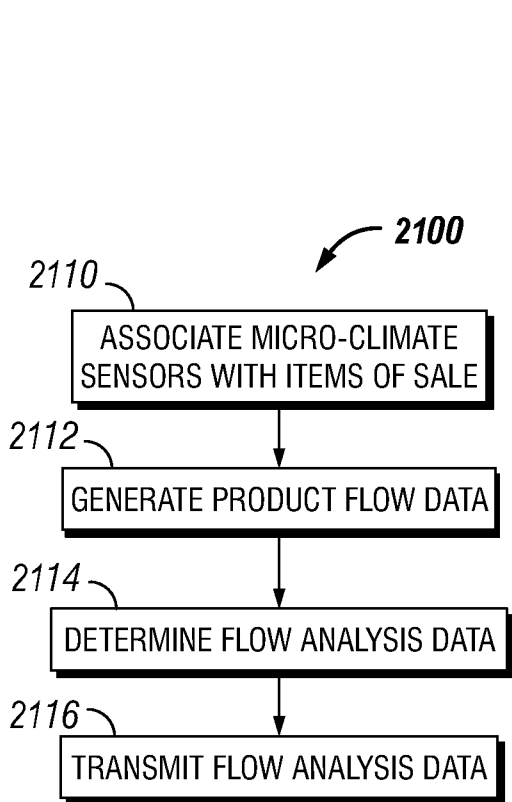 2100
2110
ASSOCIATE MICRO-CLIMATE
SENSORS WITH ITEMS OF SALE
2112
GENERATE PRODUCT FLOW DATA
2114
DETERMINE FLOW ANALYSIS DATA
2116
TRANSMIT FLOW ANALYSIS DATA